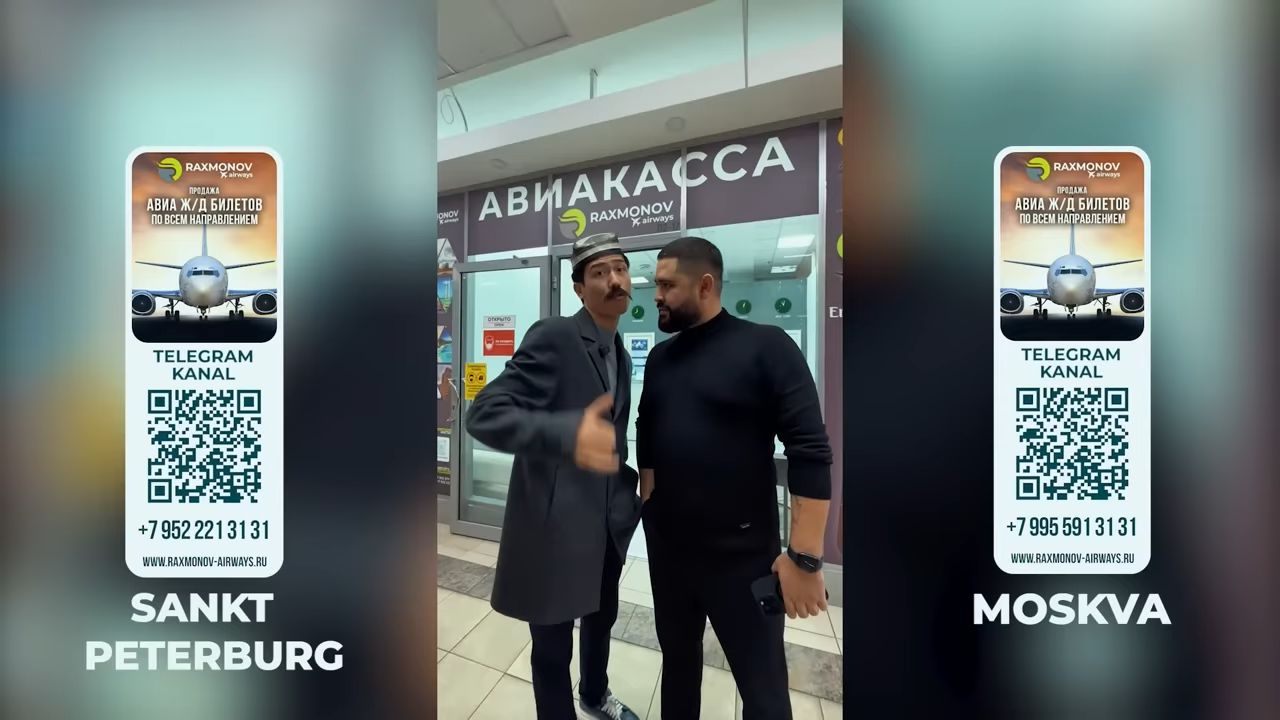 RAXMONOV
airways
ПРОДАЖА
АВИА Ж/Д БИЛЕТОВ
ПО ВСЕМ НАПРАВЛЕНИЕМ
TELEGRAM
KANAL
+7 952 221 31 31
WWW.RAXMONOV-AIRWAYS.RU
SANKT
PETERBURG
АВИАКАССА
RAXMONOV
airways
ОТКРЫТО
RAXMONOV
airways
ПРОДАЖА
АВИА Ж/Д БИЛЕТОВ
ПО ВСЕМ НАПРАВЛЕНИЕМ
TELEGRAM
KANAL
+7 995 591 31 31
WWW.RAXMONOV-AIRWAYS.RU
MOSKVA